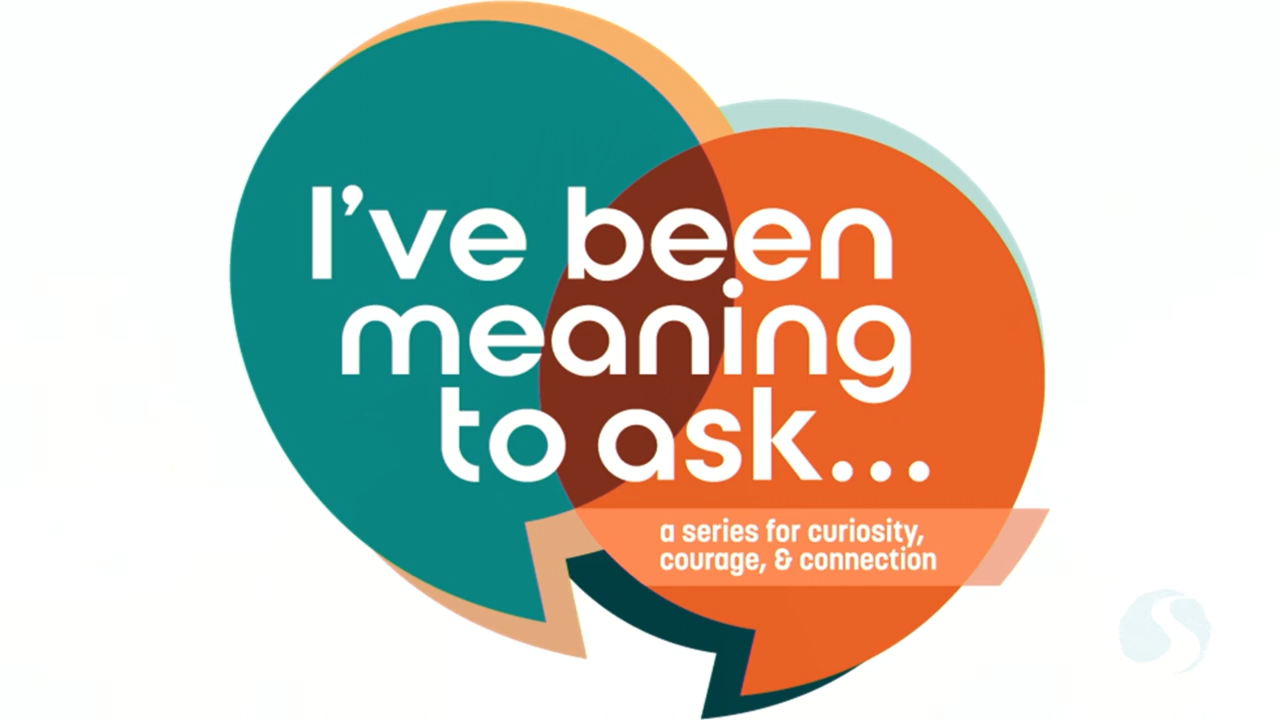 I've been
meaning
to ask...
a series for curiosity,
courage, & connection